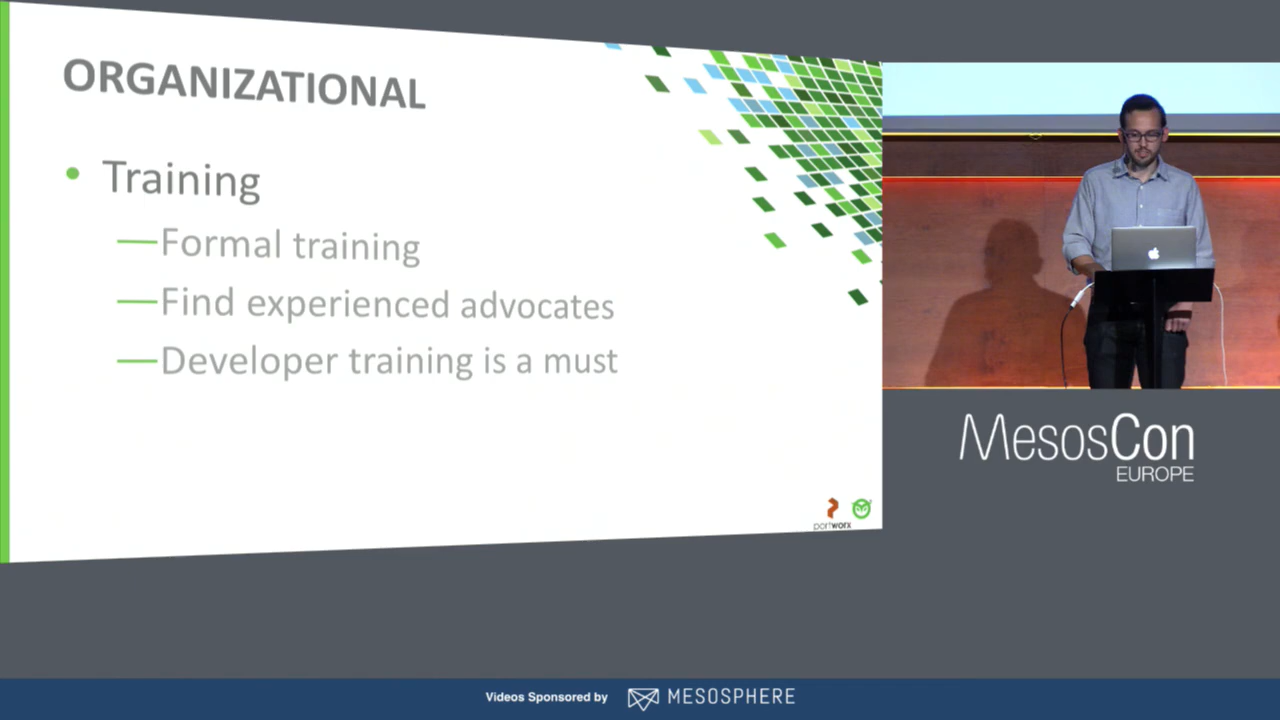 ORGANIZATIONAL
• Training
—Formal training
—Find experienced advocates
—Developer training is a must
portworx
MesosCon
EUROPE
Videos Sponsored by MESOSPHERE